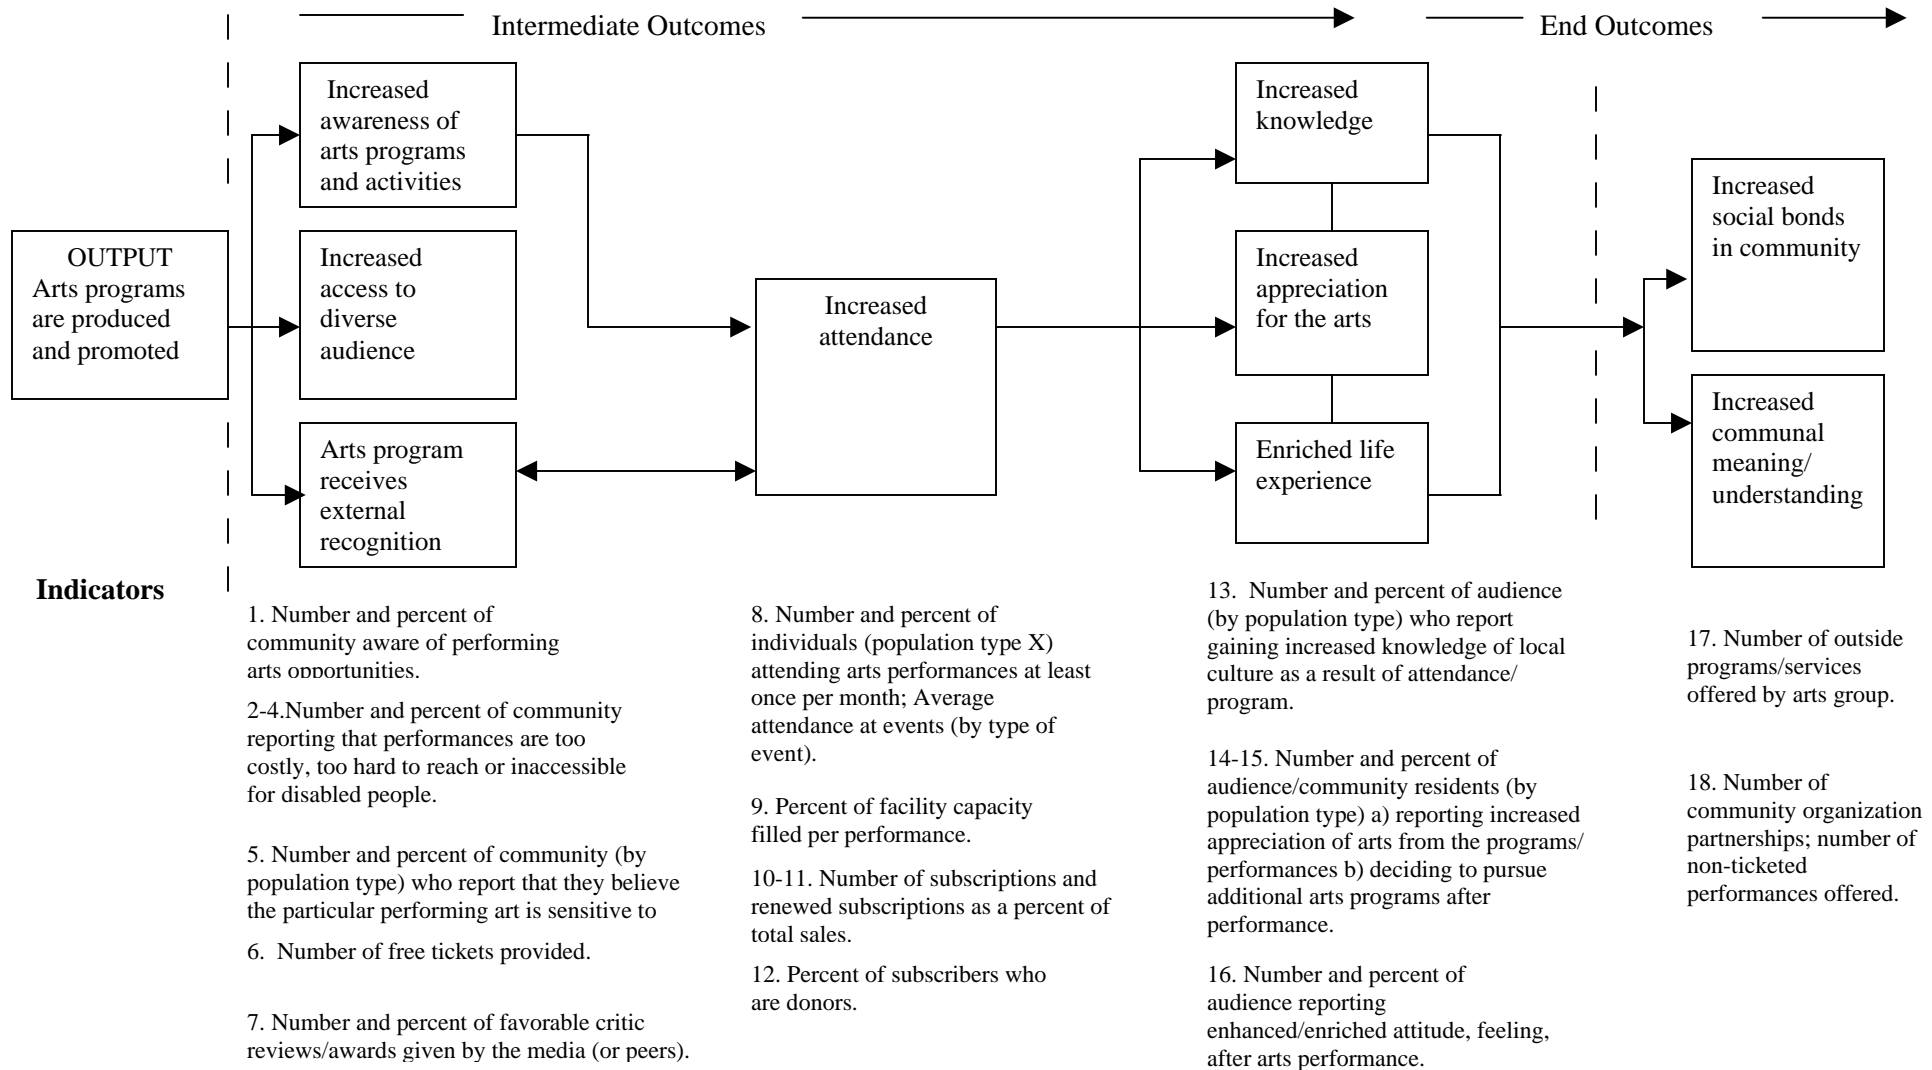 Intermediate Outcomes
End Outcomes
Increased
awareness of
arts programs
and activities
OUTPUT
Arts programs
are produced
and promoted
Increased
access to
diverse
audience
Arts program
receives
external
recognition
Increased
attendance
Increased
knowledge
Increased
appreciation
for the arts
Enriched life
experience
Increased
social bonds
in community
Increased
communal
meaning/
understanding
Indicators
1. Number and percent of
community aware of performing
arts opportunities.
2-4.Number and percent of community
reporting that performances are too
costly, too hard to reach or inaccessible
for disabled people.
5. Number and percent of community (by
population type) who report that they believe
the particular performing art is sensitive to
6. Number of free tickets provided.
7. Number and percent of favorable critic
reviews/awards given by the media (or peers).
8. Number and percent of
individuals (population type X)
attending arts performances at least
once per month; Average
attendance at events (by type of
event).
9. Percent of facility capacity
filled per performance.
10-11. Number of subscriptions and
renewed subscriptions as a percent of
total sales.
12. Percent of subscribers who
are donors.
13. Number and percent of audience
(by population type) who report
gaining increased knowledge of local
culture as a result of attendance/
program.
14-15. Number and percent of
audience/community residents (by
population type) a) reporting increased
appreciation of arts from the programs/
performances b) deciding to pursue
additional arts programs after
performance.
16. Number and percent of
audience reporting
enhanced/enriched attitude, feeling,
after arts performance.
17. Number of outside
programs/services
offered by arts group.
18. Number of
community organization
partnerships; number of
non-ticketed
performances offered.